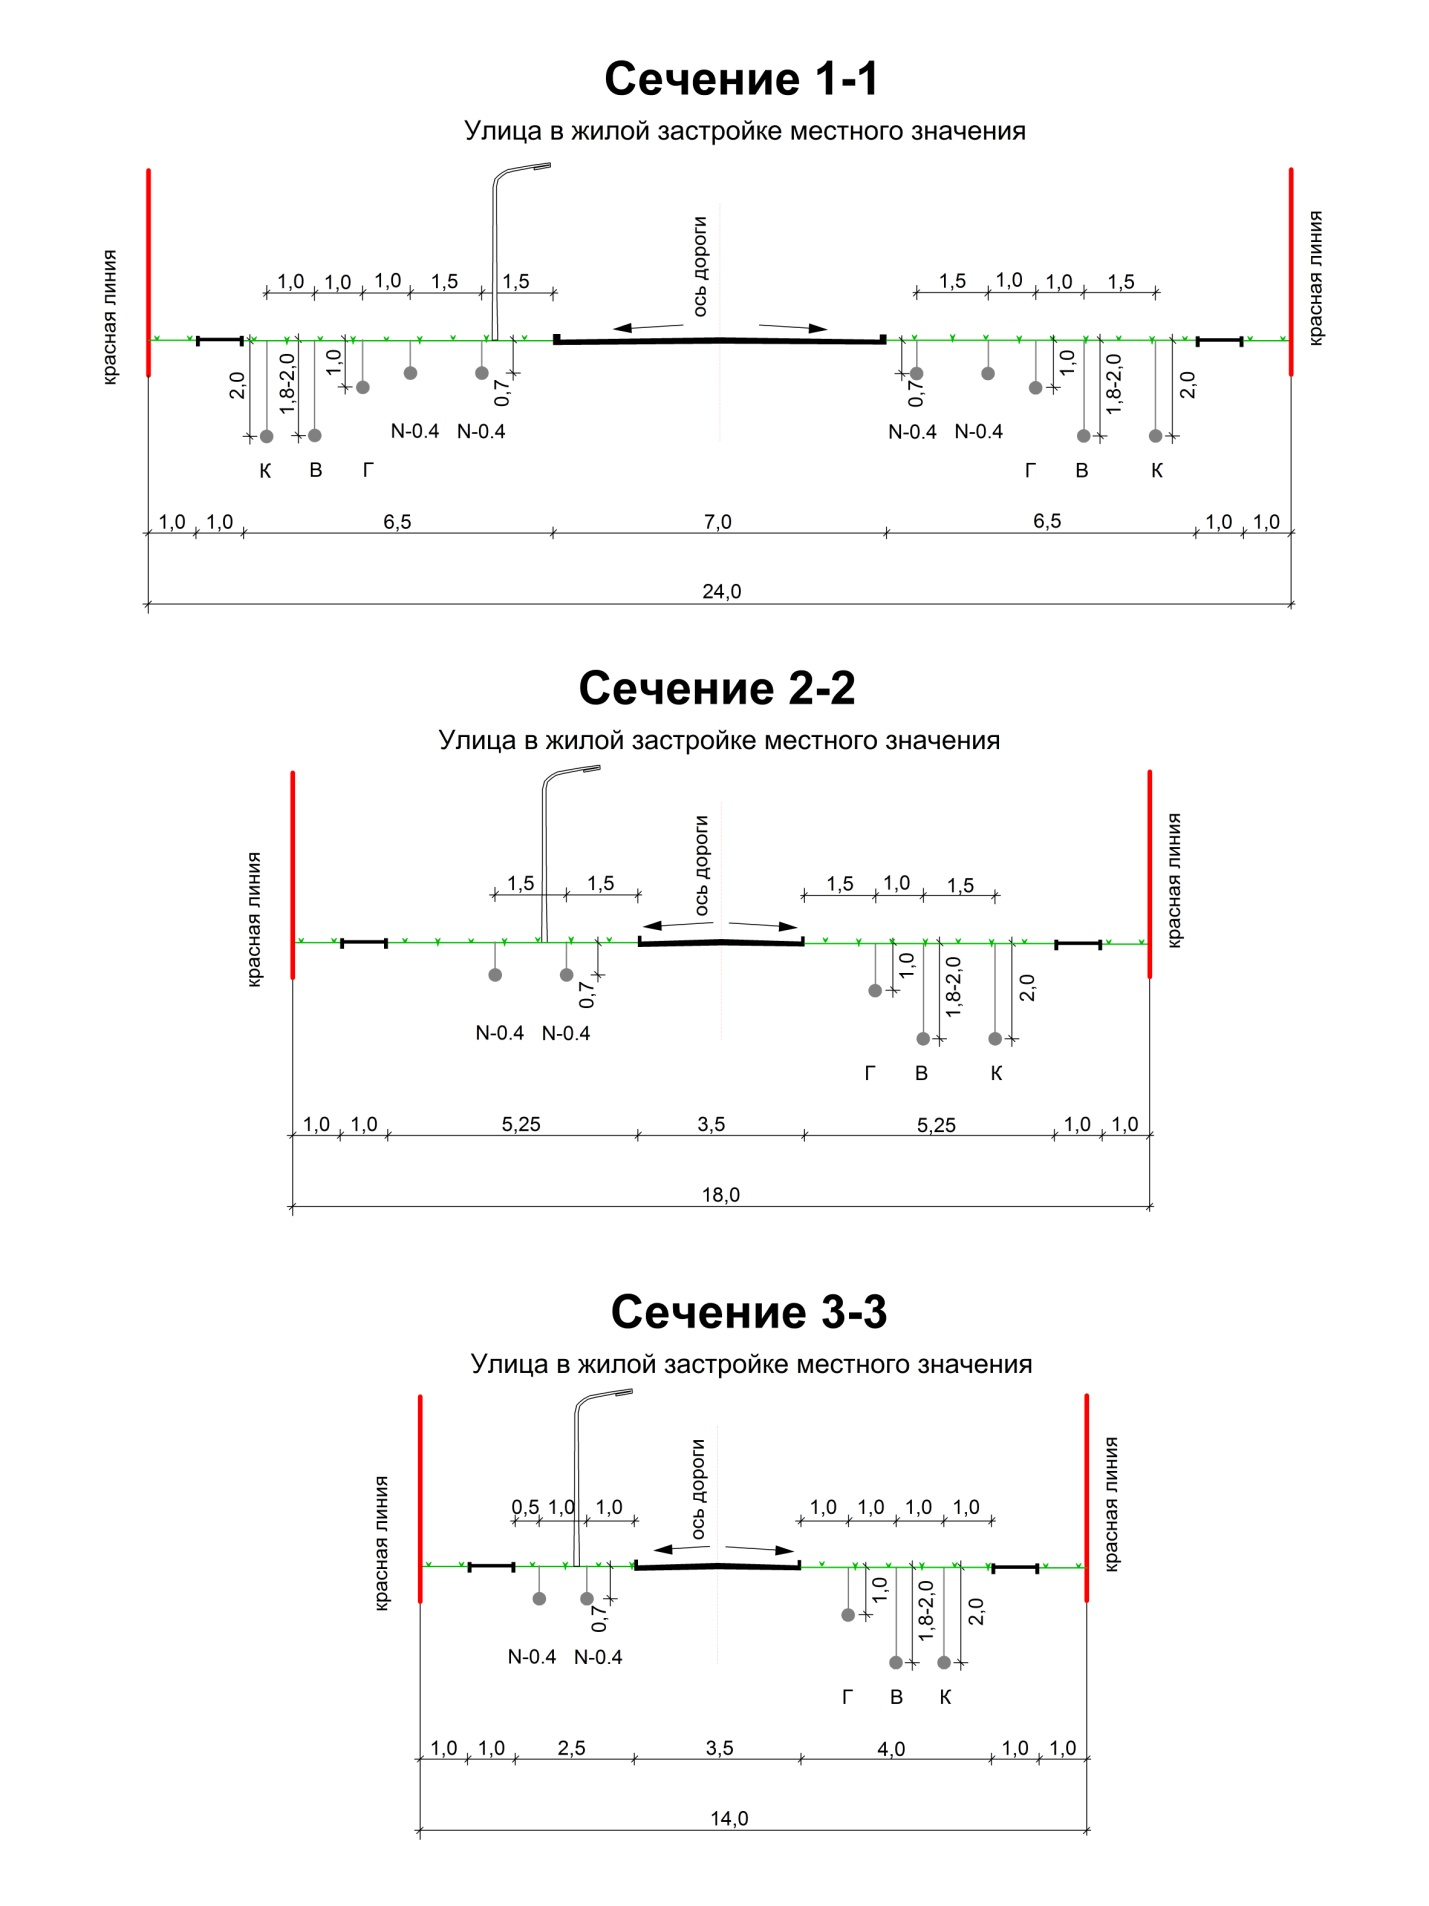 Сечение 1-1
Улица в жилой застройке местного значения
красная линия
ось дороги
красная линия
1,0 1,0 1,0 1,5 1,5
1,5 1,0 1,0 1,5
2,0 1,8-2,0 1,0 0,7
0,7 1,0 1,8-2,0 2,0
N-0.4 N-0.4 N-0.4 N-0.4
К В Г Г В К
1,0 1,0 6,5 7,0 6,5 1,0 1,0
24,0
Сечение 2-2
Улица в жилой застройке местного значения
красная линия
ось дороги
красная линия
1,5 1,5 1,5 1,0 1,5
0,7 1,0 1,8-2,0 2,0
N-0.4 N-0.4
Г В К
1,0 1,0 5,25 3,5 5,25 1,0 1,0
18,0
Сечение 3-3
Улица в жилой застройке местного значения
красная линия
ось дороги
красная линия
0,5 1,0 1,0 1,0 1,0 1,0 1,0
0,7 1,0 1,8-2,0 2,0
N-0.4 N-0.4
Г В К
1,0 1,0 2,5 3,5 4,0 1,0 1,0
14,0